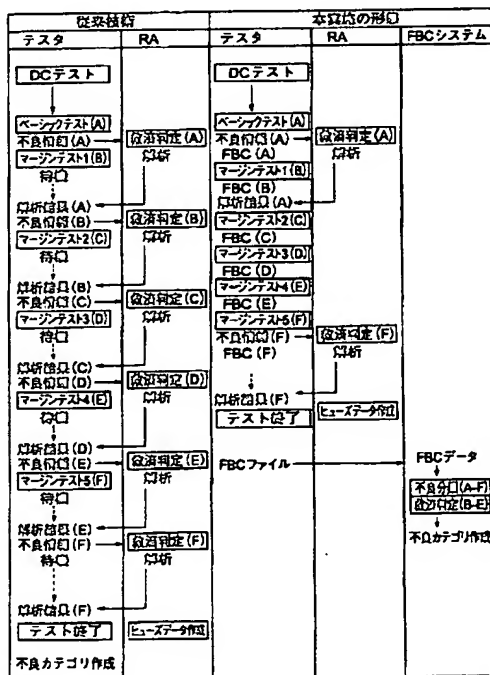 従来技術
テスタ
RA
DCテスト
ベーシックテスト(A)
不良情報(A)
マージンテスト1(B)
待機
解析結果(A)
不良情報(B)
マージンテスト2(C)
待機
解析結果(B)
不良情報(C)
マージンテスト3(D)
待機
解析結果(C)
不良情報(D)
マージンテスト4(E)
待機
解析結果(D)
不良情報(E)
マージンテスト5(F)
待機
解析結果(E)
不良情報(F)
待機
解析結果(F)
テスト終了
不良カテゴリ作成
救済判定(A)
解析
救済判定(B)
解析
救済判定(C)
解析
救済判定(D)
解析
救済判定(E)
解析
救済判定(F)
解析
ヒューズデータ作成
本実施の形態
テスタ
RA
FBCシステム
DCテスト
ベーシックテスト(A)
不良情報(A)
FBC(A)
マージンテスト1(B)
FBC(B)
解析結果(A)
マージンテスト2(C)
FBC(C)
マージンテスト3(D)
FBC(D)
マージンテスト4(E)
FBC(E)
マージンテスト5(F)
不良情報(F)
FBC(F)
解析結果(F)
テスト終了
FBCファイル
救済判定(A)
解析
救済判定(F)
解析
ヒューズデータ作成
FBCデータ
不良分類(A-F)
救済判定(B-E)
不良カテゴリ作成